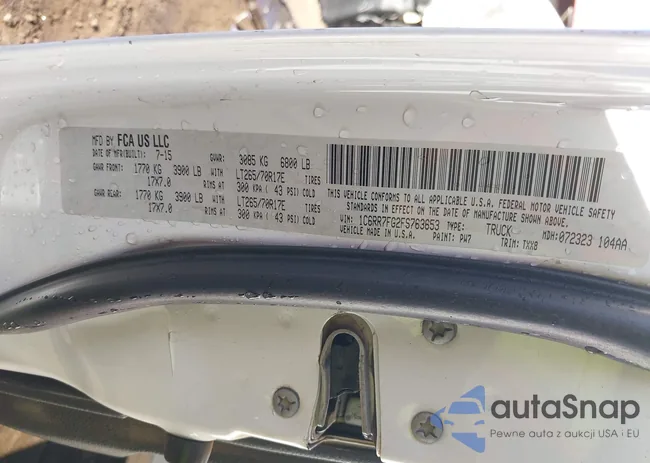 MFD BY FCA US LLC
DATE OF MFR(BUILT): 7-15 GVWR: 3085 KG 6800 LB
GAWR FRONT: 1770 KG 3900 LB WITH LT265/70R17E TIRES
17X7.0 RIMS AT 300 KPA ( 43 PSI) COLD
GAWR REAR: 1770 KG 3900 LB WITH LT265/70R17E TIRES
17X7.0 RIMS AT 300 KPA ( 43 PSI) COLD
THIS VEHICLE CONFORMS TO ALL APPLICABLE U.S.A. FEDERAL MOTOR VEHICLE SAFETY
STANDARDS IN EFFECT ON THE DATE OF MANUFACTURE SHOWN ABOVE.
VIN: 1C6RR7FG2FS763653 TYPE: TRUCK MDH: 072323 104AA
VEHICLE MADE IN U.S.A. PAINT: PW7 TRIM: TXX8
autoSnap
Pewne auta z aukcji USA i EU